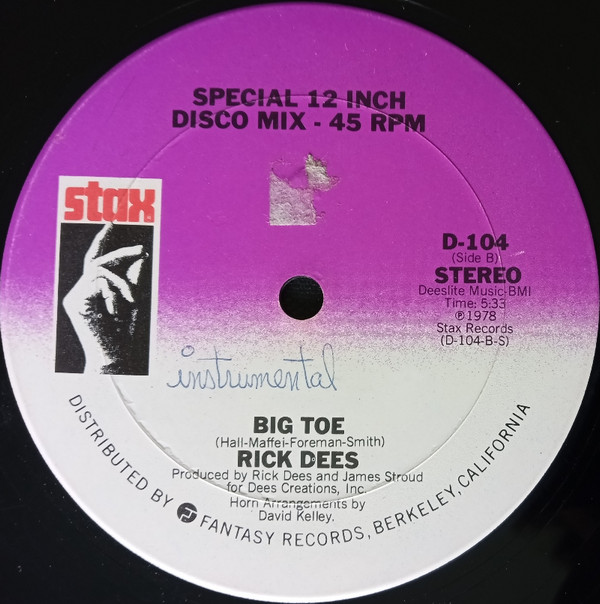 SPECIAL 12 INCH
DISCO MIX - 45 RPM
stax
D-104
(Side B)
STEREO
Deeslite Music-BMI
Time: 5:33
℗1978
Stax Records
(D-104-B-S)
instrumental
BIG TOE
(Hall-Maffei-Foreman-Smith)
RICK DEES
Produced by Rick Dees and James Stroud
for Dees Creations, Inc.
Horn Arrangements by
David Kelley.
DISTRIBUTED BY FANTASY RECORDS, BERKELEY, CALIFORNIA